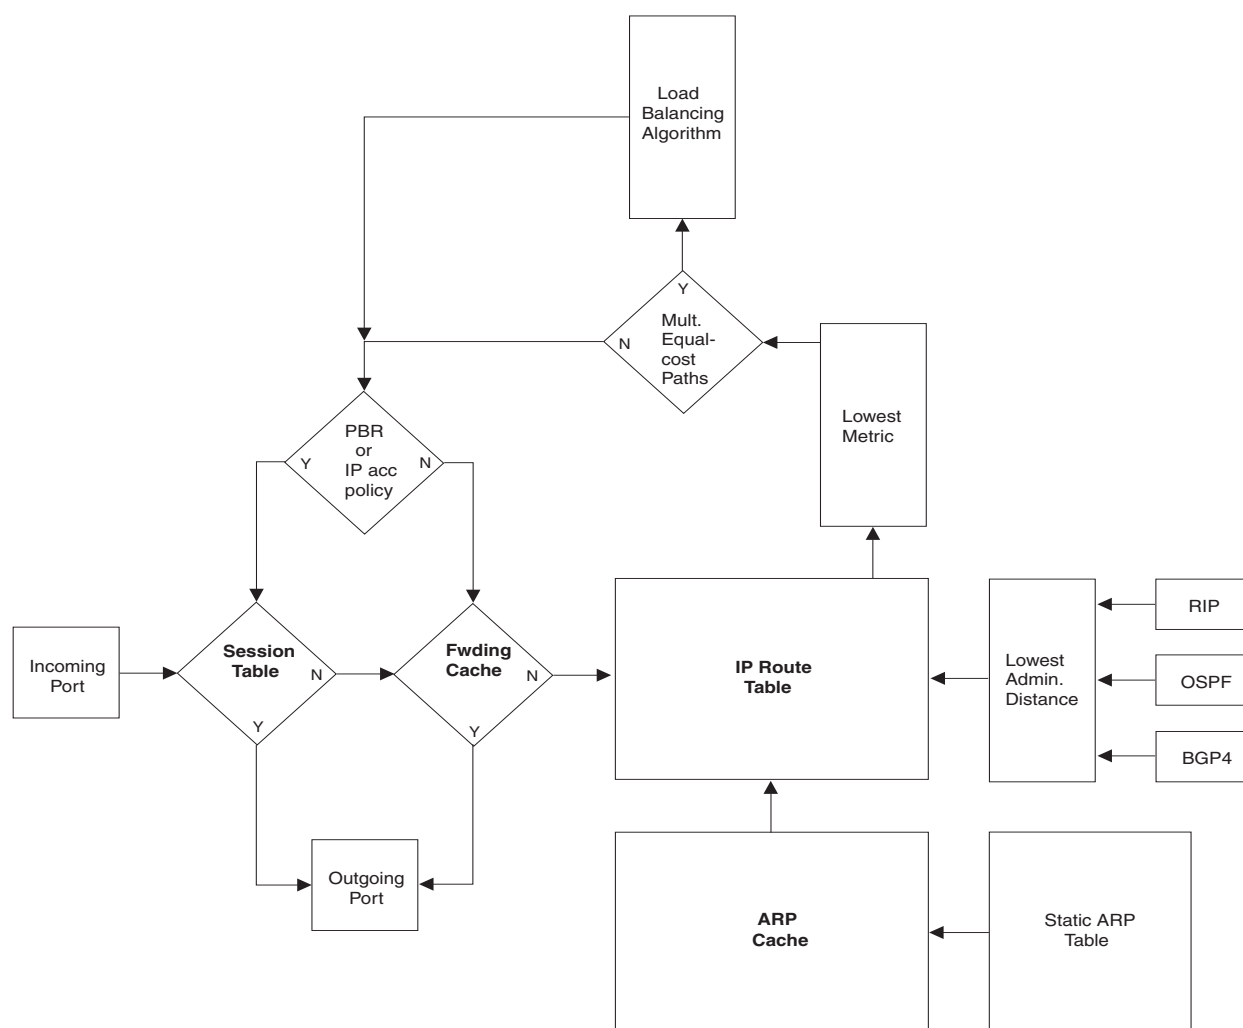 Load
Balancing
Algorithm
Y
Mult.
Equal-
cost
Paths
N
Lowest
Metric
PBR
or
IP acc
policy
Y
N
Incoming
Port
Session
Table
N
Y
Fwding
Cache
N
Y
IP Route
Table
Lowest
Admin.
Distance
RIP
OSPF
BGP4
Outgoing
Port
ARP
Cache
Static ARP
Table